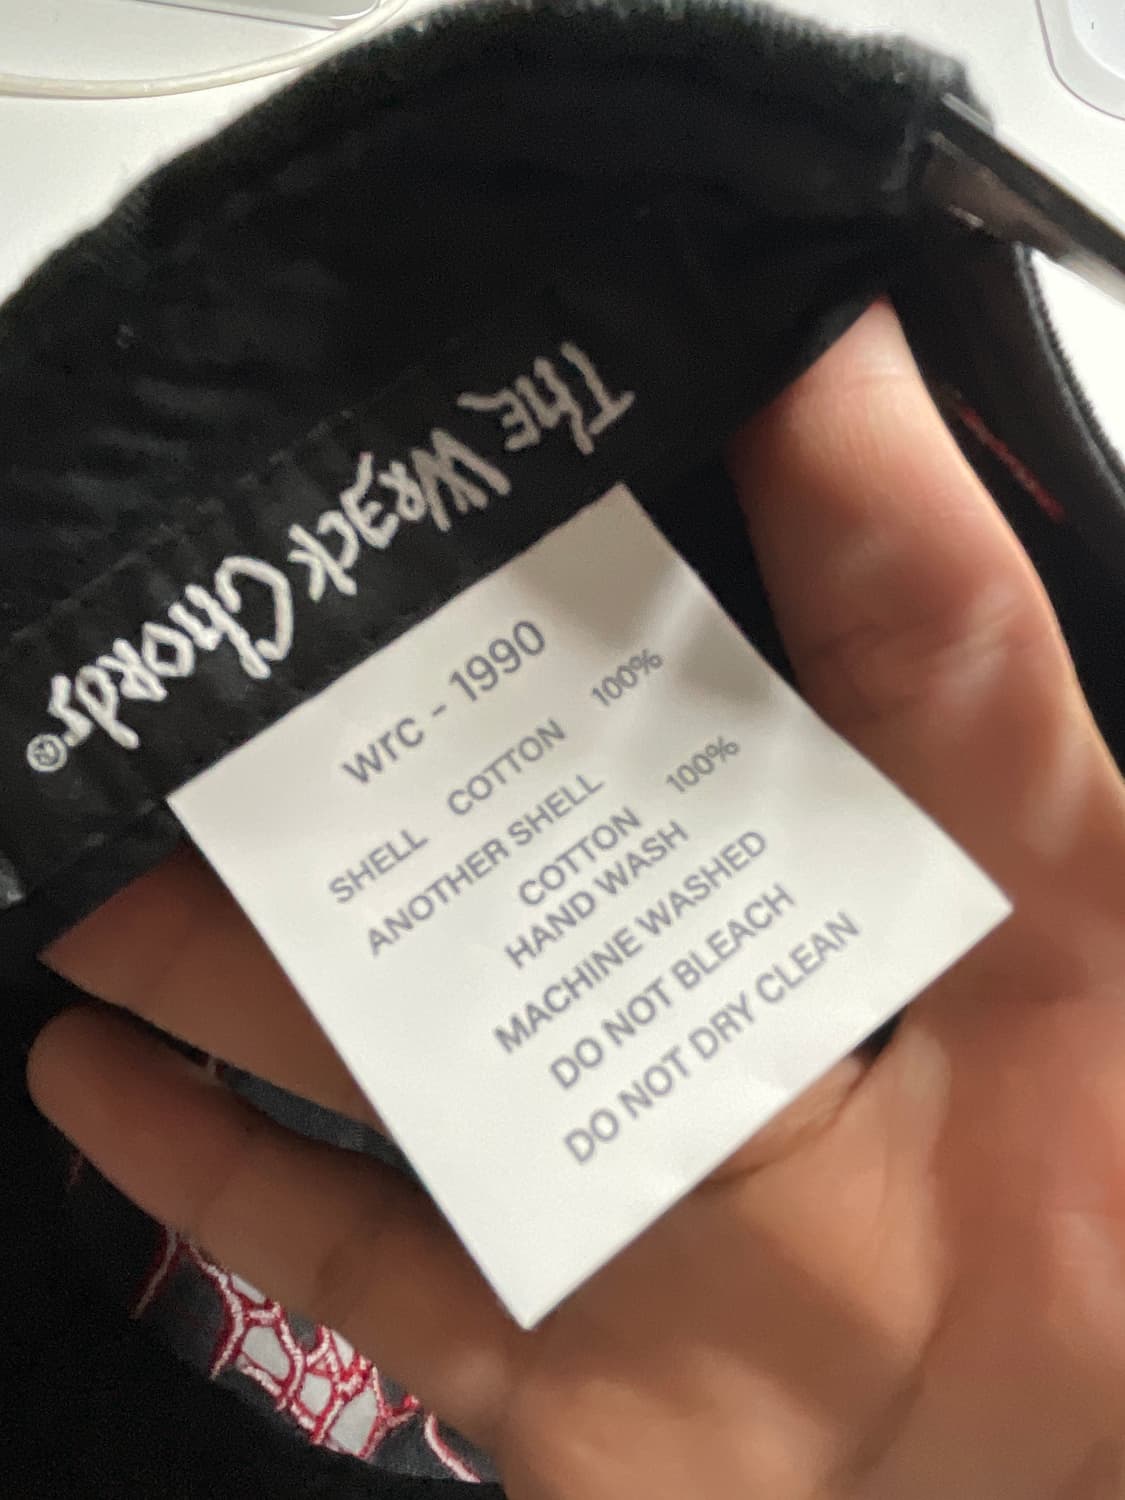 The Wreck Chords®
wrc - 1990
SHELL COTTON 100%
ANOTHER SHELL
COTTON 100%
HAND WASH
MACHINE WASHED
DO NOT BLEACH
DO NOT DRY CLEAN